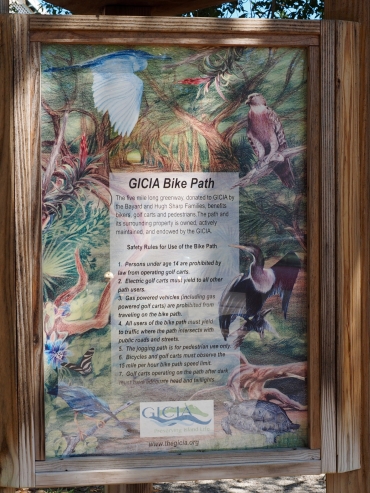 GICIA Bike Path
The five mile long greenway, donated to GICIA by
the Bayard and Hugh Sharp Families, benefits
bikers, golf carts and pedestrians. The path and
its surrounding property is owned, actively
maintained, and endowed by the GICIA.
Safety Rules for Use of the Bike Path
1. Persons under age 14 are prohibited by
law from operating golf carts.
2. Electric golf carts must yield to all other
path users.
3. Gas powered vehicles (including gas
powered golf carts) are prohibited from
traveling on the bike path.
4. All users of the bike path must yield
to traffic where the path intersects with
public roads and streets.
5. The jogging path is for pedestrian use only.
6. Bicycles and golf carts must observe the
15 mile per hour bike path speed limit.
7. Golf carts operating on the path after dark
must have adequate head and taillights.
GICIA
www.thegicia.org